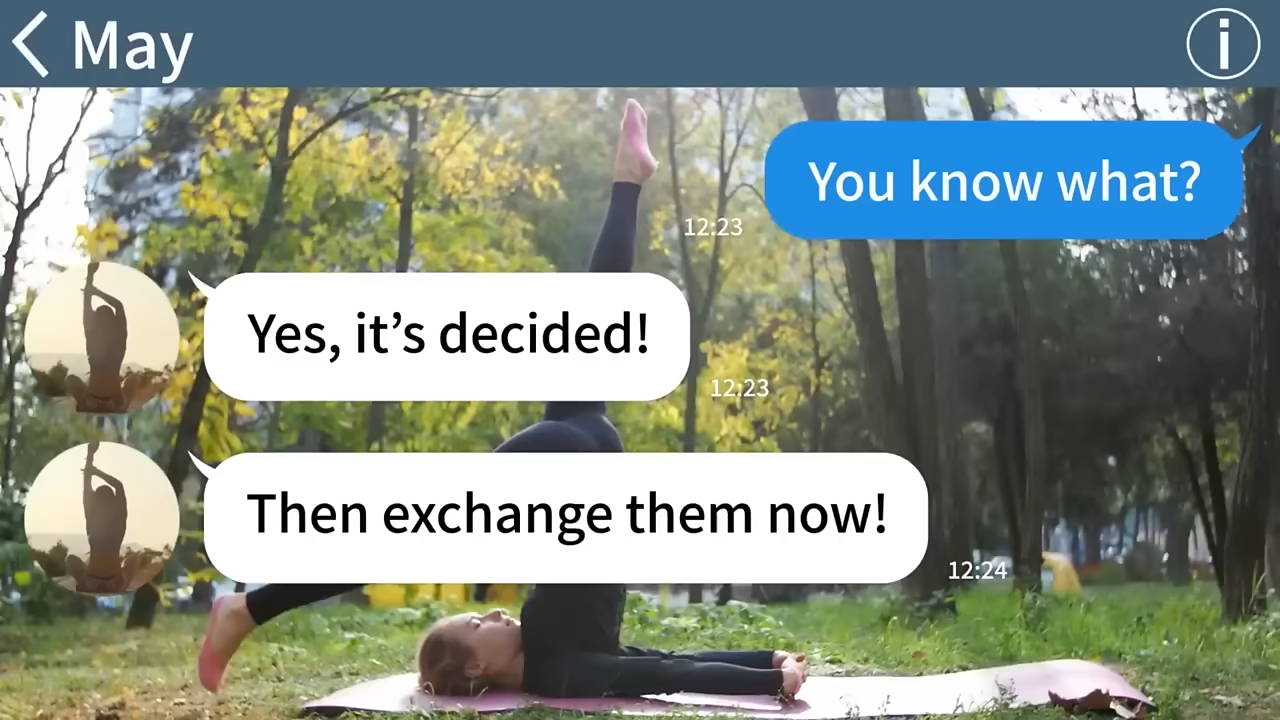 May
You know what?
12:23
Yes, it’s decided!
12:23
Then exchange them now!
12:24